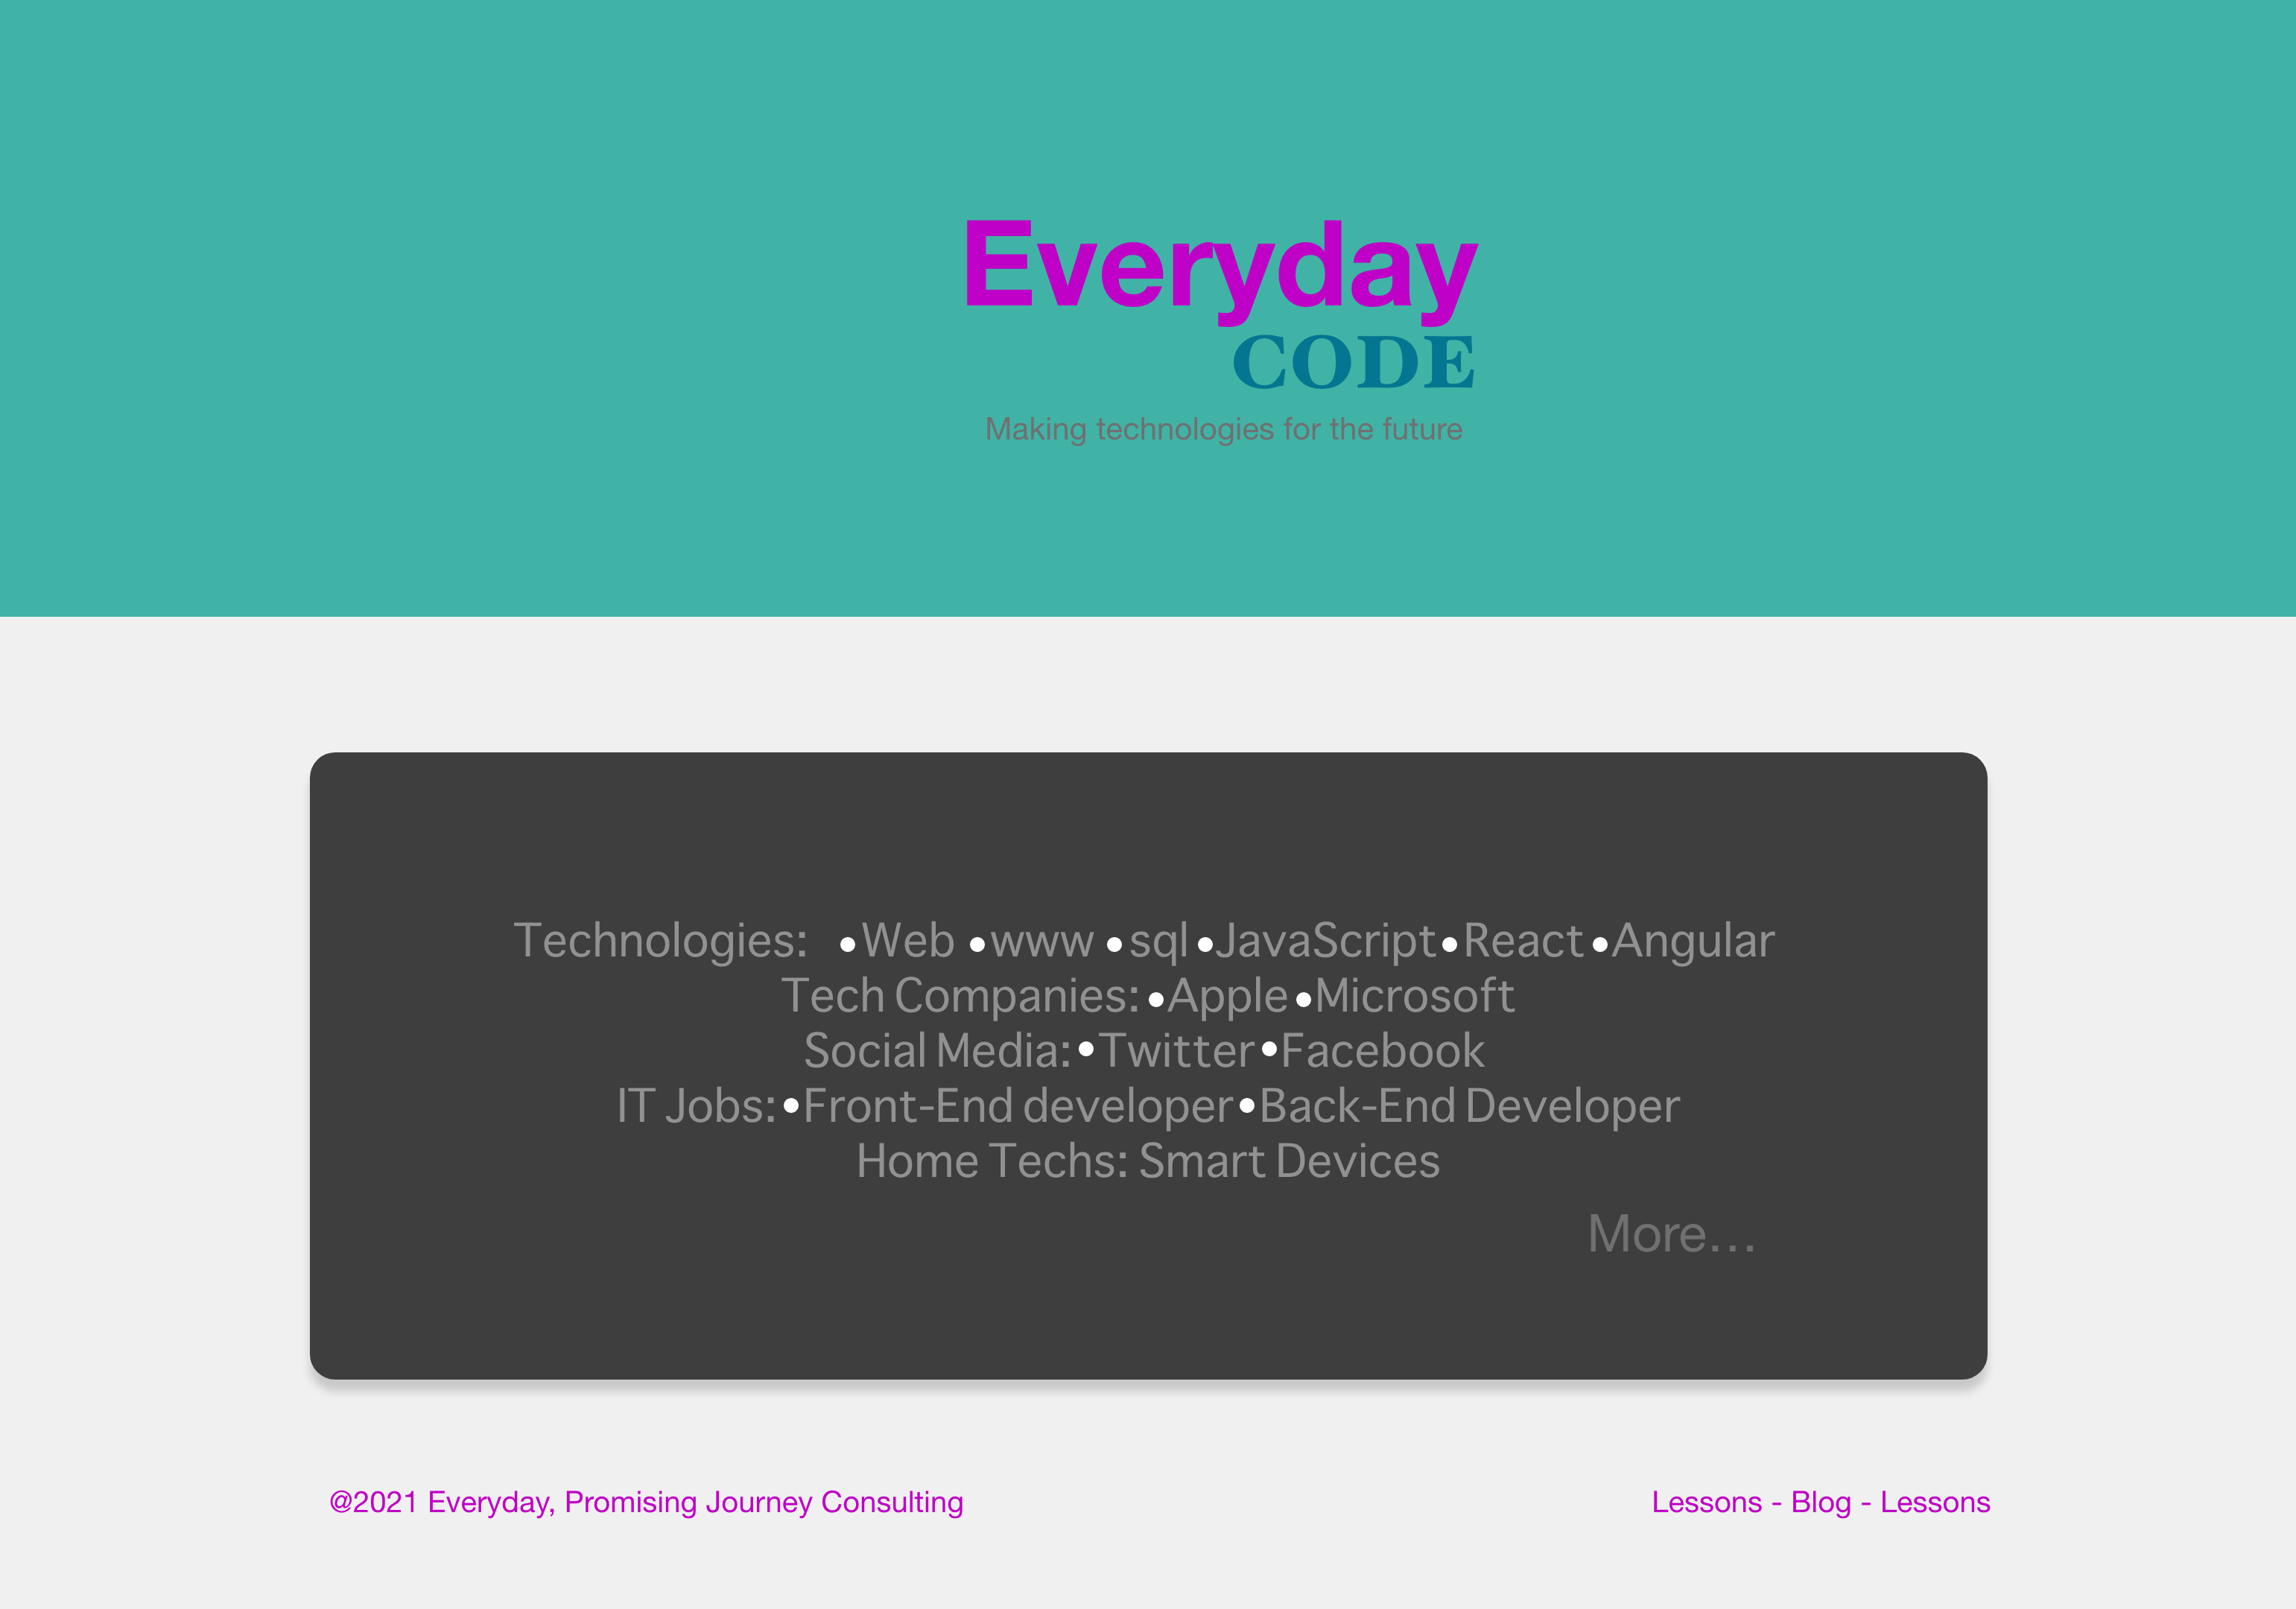 Everyday
CODE
Making technologies for the future
Technologies: •Web •www •sql •JavaScript •React •Angular
Tech Companies: •Apple •Microsoft
Social Media: •Twitter •Facebook
IT Jobs: •Front-End developer •Back-End Developer
Home Techs: Smart Devices
More...
@2021 Everyday, Promising Journey Consulting
Lessons - Blog - Lessons